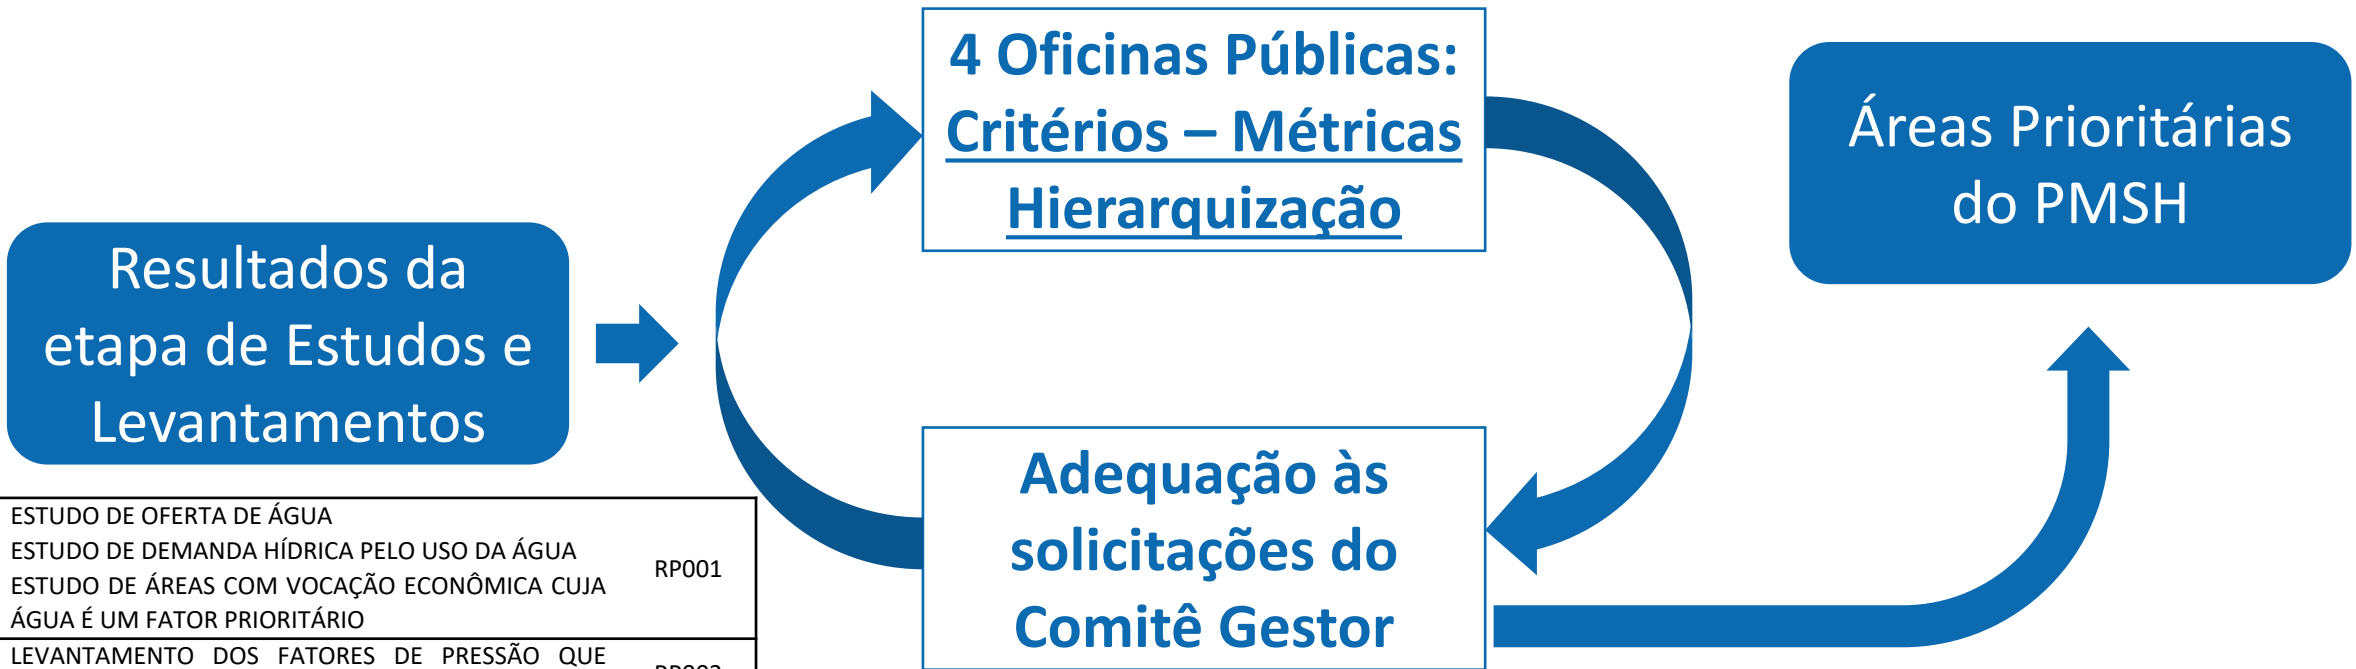 4 Oficinas Públicas:
Critérios – Métricas
Hierarquização
Áreas Prioritárias
do PMSH
Resultados da
etapa de Estudos e
Levantamentos
Adequação às
solicitações do
Comitê Gestor
ESTUDO DE OFERTA DE ÁGUA
ESTUDO DE DEMANDA HÍDRICA PELO USO DA ÁGUA
ESTUDO DE ÁREAS COM VOCAÇÃO ECONÔMICA CUJA
ÁGUA É UM FATOR PRIORITÁRIO
RP001
LEVANTAMENTO DOS FATORES DE PRESSÃO QUE